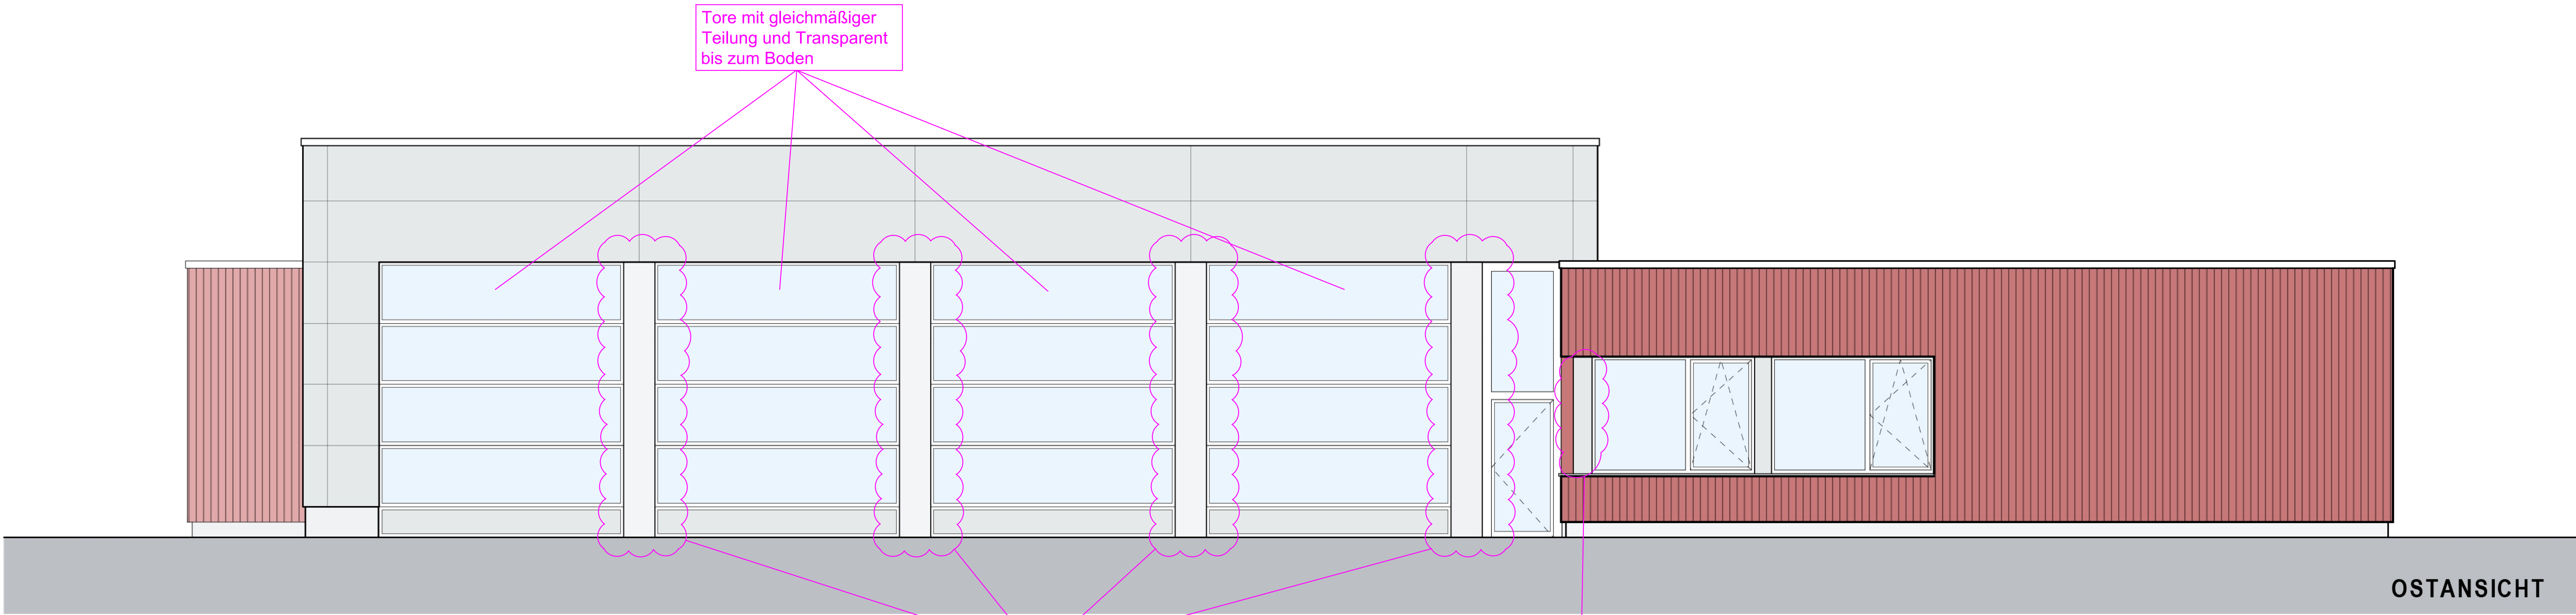 Tore mit gleichmäßiger
Teilung und Transparent
bis zum Boden
OSTANSICHT